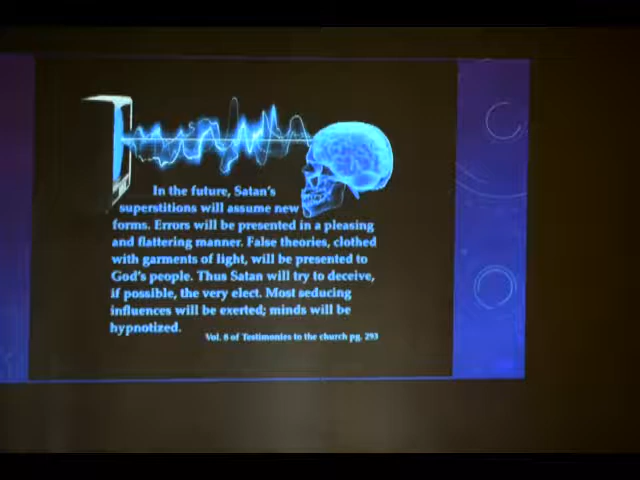 In the future, Satan's
superstitions will assume new
forms. Errors will be presented in a pleasing
and flattering manner. False theories, clothed
with garments of light, will be presented to
God's people. Thus Satan will try to deceive,
if possible, the very elect. Most seducing
influences will be exerted; minds will be
hypnotized.
Vol. 8 of Testimonies to the church pg. 293